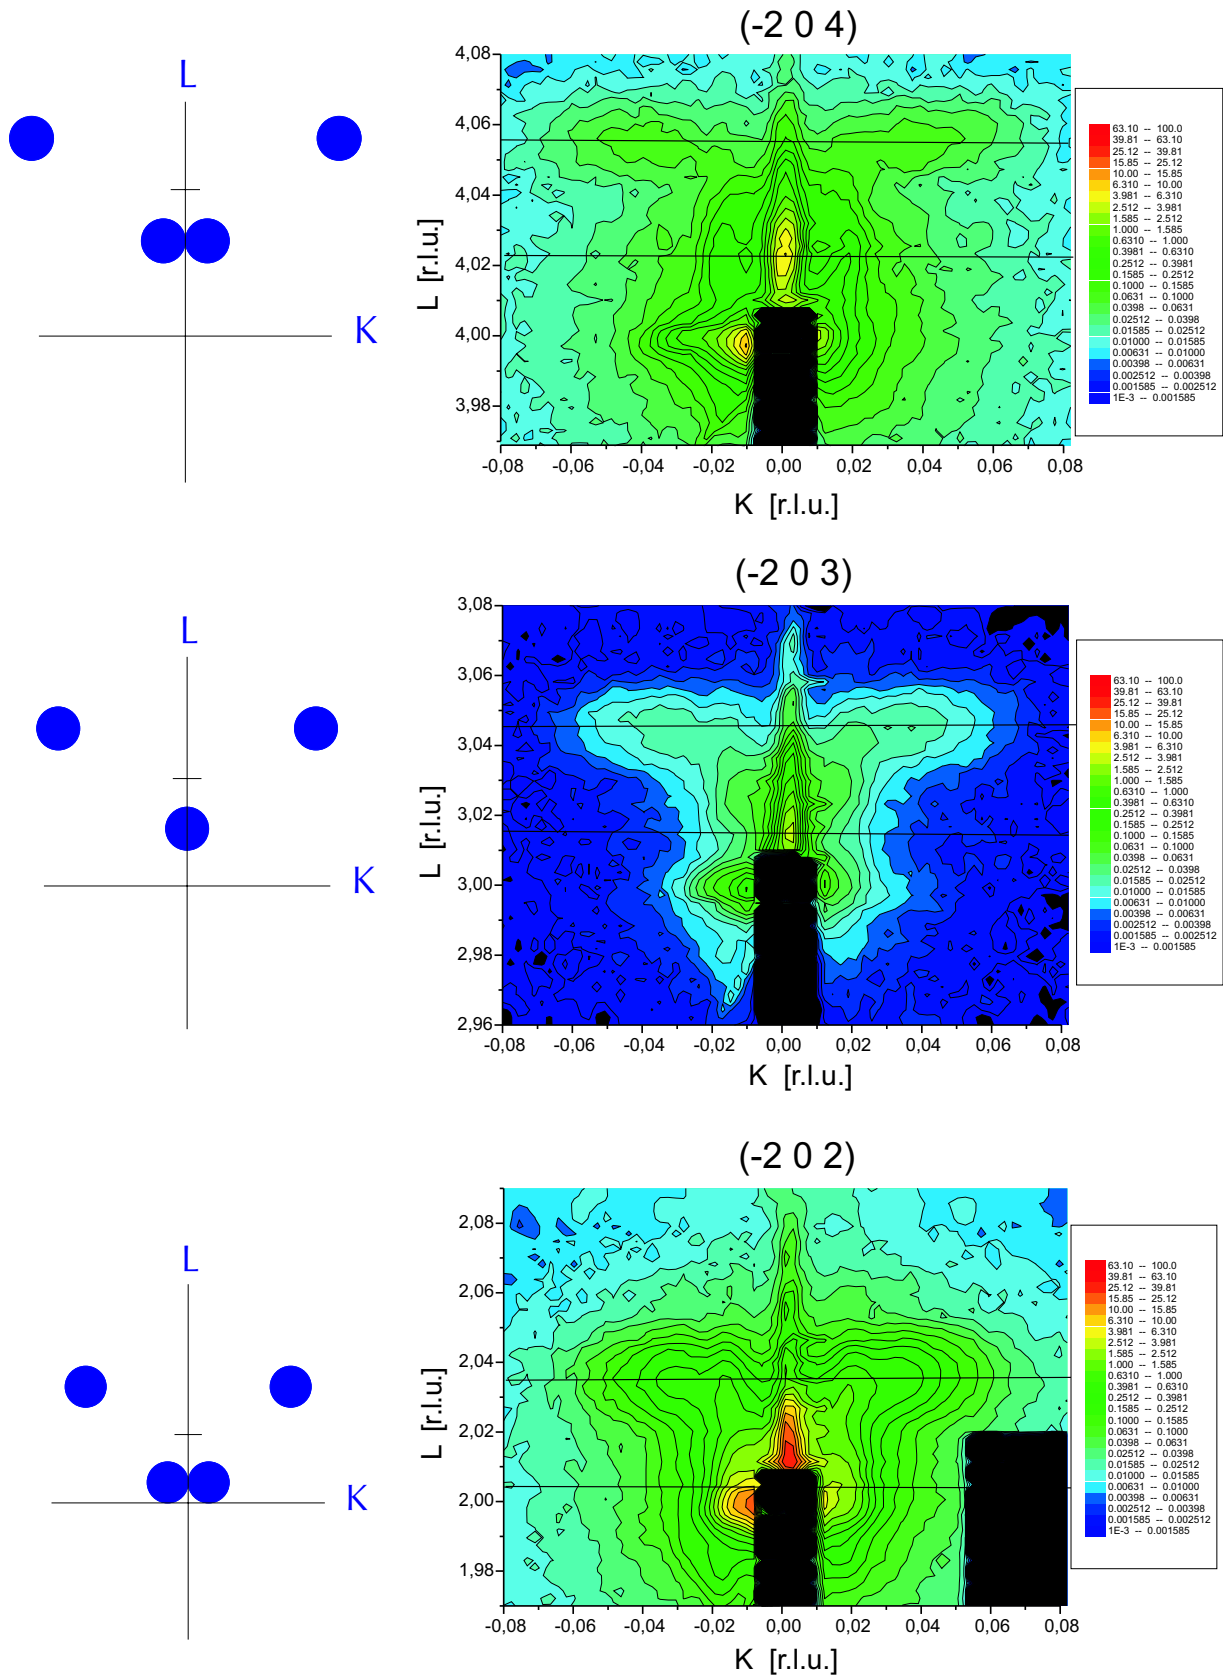 (-2 0 4)
L
K
4,08
4,06
4,04
4,02
4,00
3,98
L [r.l.u.]
-0,08 -0,06 -0,04 -0,02 0,00 0,02 0,04 0,06 0,08
K [r.l.u.]
63.10 -- 100.0
39.81 -- 63.10
25.12 -- 39.81
15.85 -- 25.12
10.00 -- 15.85
6.310 -- 10.00
3.981 -- 6.310
2.512 -- 3.981
1.585 -- 2.512
1.000 -- 1.585
0.6310 -- 1.000
0.3981 -- 0.6310
0.2512 -- 0.3981
0.1585 -- 0.2512
0.1000 -- 0.1585
0.0631 -- 0.1000
0.0398 -- 0.0631
0.02512 -- 0.0398
0.01585 -- 0.02512
0.01000 -- 0.01585
0.00631 -- 0.01000
0.00398 -- 0.00631
0.002512 -- 0.00398
0.001585 -- 0.002512
1E-3 -- 0.001585
(-2 0 3)
L
K
3,08
3,06
3,04
3,02
3,00
2,98
2,96
L [r.l.u.]
-0,08 -0,06 -0,04 -0,02 0,00 0,02 0,04 0,06 0,08
K [r.l.u.]
63.10 -- 100.0
39.81 -- 63.10
25.12 -- 39.81
15.85 -- 25.12
10.00 -- 15.85
6.310 -- 10.00
3.981 -- 6.310
2.512 -- 3.981
1.585 -- 2.512
1.000 -- 1.585
0.6310 -- 1.000
0.3981 -- 0.6310
0.2512 -- 0.3981
0.1585 -- 0.2512
0.1000 -- 0.1585
0.0631 -- 0.1000
0.0398 -- 0.0631
0.02512 -- 0.0398
0.01585 -- 0.02512
0.01000 -- 0.01585
0.00631 -- 0.01000
0.00398 -- 0.00631
0.002512 -- 0.00398
0.001585 -- 0.002512
1E-3 -- 0.001585
(-2 0 2)
L
K
2,08
2,06
2,04
2,02
2,00
1,98
L [r.l.u.]
-0,08 -0,06 -0,04 -0,02 0,00 0,02 0,04 0,06 0,08
K [r.l.u.]
63.10 -- 100.0
39.81 -- 63.10
25.12 -- 39.81
15.85 -- 25.12
10.00 -- 15.85
6.310 -- 10.00
3.981 -- 6.310
2.512 -- 3.981
1.585 -- 2.512
1.000 -- 1.585
0.6310 -- 1.000
0.3981 -- 0.6310
0.2512 -- 0.3981
0.1585 -- 0.2512
0.1000 -- 0.1585
0.0631 -- 0.1000
0.0398 -- 0.0631
0.02512 -- 0.0398
0.01585 -- 0.02512
0.01000 -- 0.01585
0.00631 -- 0.01000
0.00398 -- 0.00631
0.002512 -- 0.00398
0.001585 -- 0.002512
1E-3 -- 0.001585